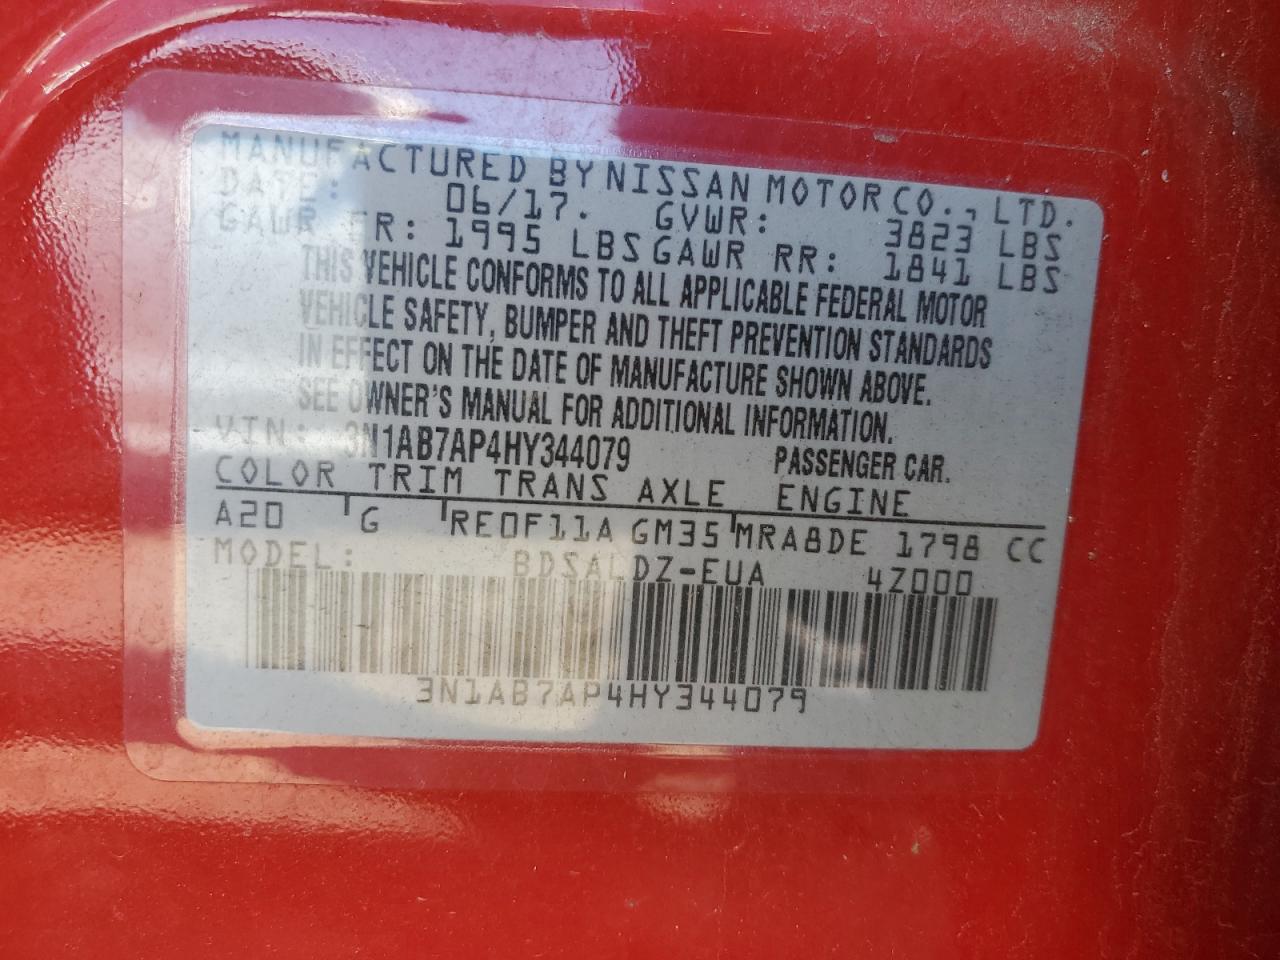 MANUFACTURED BY NISSAN MOTOR CO., LTD.
DATE: 06/17. GVWR: 3823 LBS
GAWR FR: 1995 LBS GAWR RR: 1841 LBS
THIS VEHICLE CONFORMS TO ALL APPLICABLE FEDERAL MOTOR
VEHICLE SAFETY, BUMPER AND THEFT PREVENTION STANDARDS
IN EFFECT ON THE DATE OF MANUFACTURE SHOWN ABOVE.
SEE OWNER'S MANUAL FOR ADDITIONAL INFORMATION.
VIN: 3N1AB7AP4HY344079 PASSENGER CAR.
COLOR TRIM TRANS AXLE ENGINE
A20 G RE0F11A GM35 MRA8DE 1798 CC
MODEL: BDSALDZ-EUA 4Z000
3N1AB7AP4HY344079